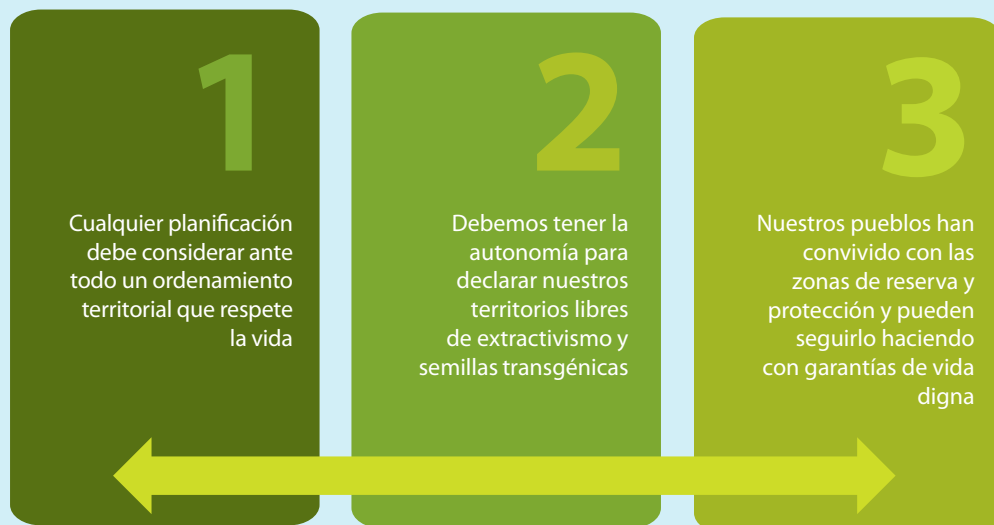 1
Cualquier planificación
debe considerar ante
todo un ordenamiento
territorial que respete
la vida
2
Debemos tener la
autonomía para
declarar nuestros
territorios libres
de extractivismo y
semillas transgénicas
3
Nuestros pueblos han
convivido con las
zonas de reserva y
protección y pueden
seguirlo haciendo
con garantías de vida
digna